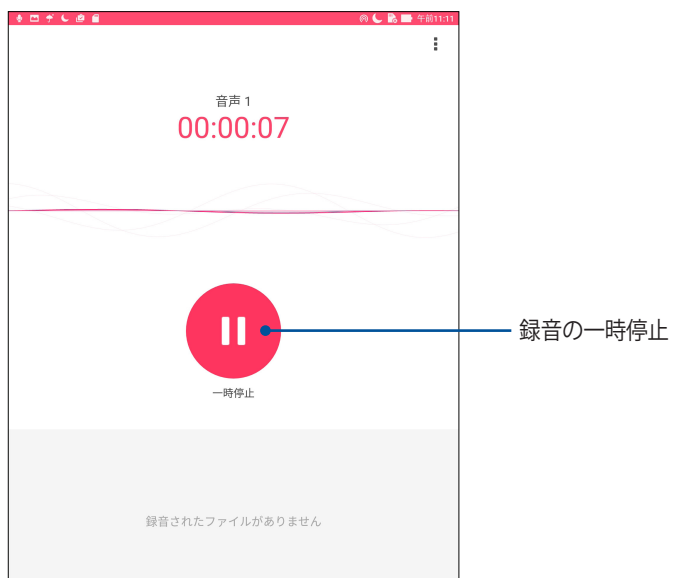 午前11:11
音声 1
00:00:07
録音の一時停止
一時停止
録音されたファイルがありません